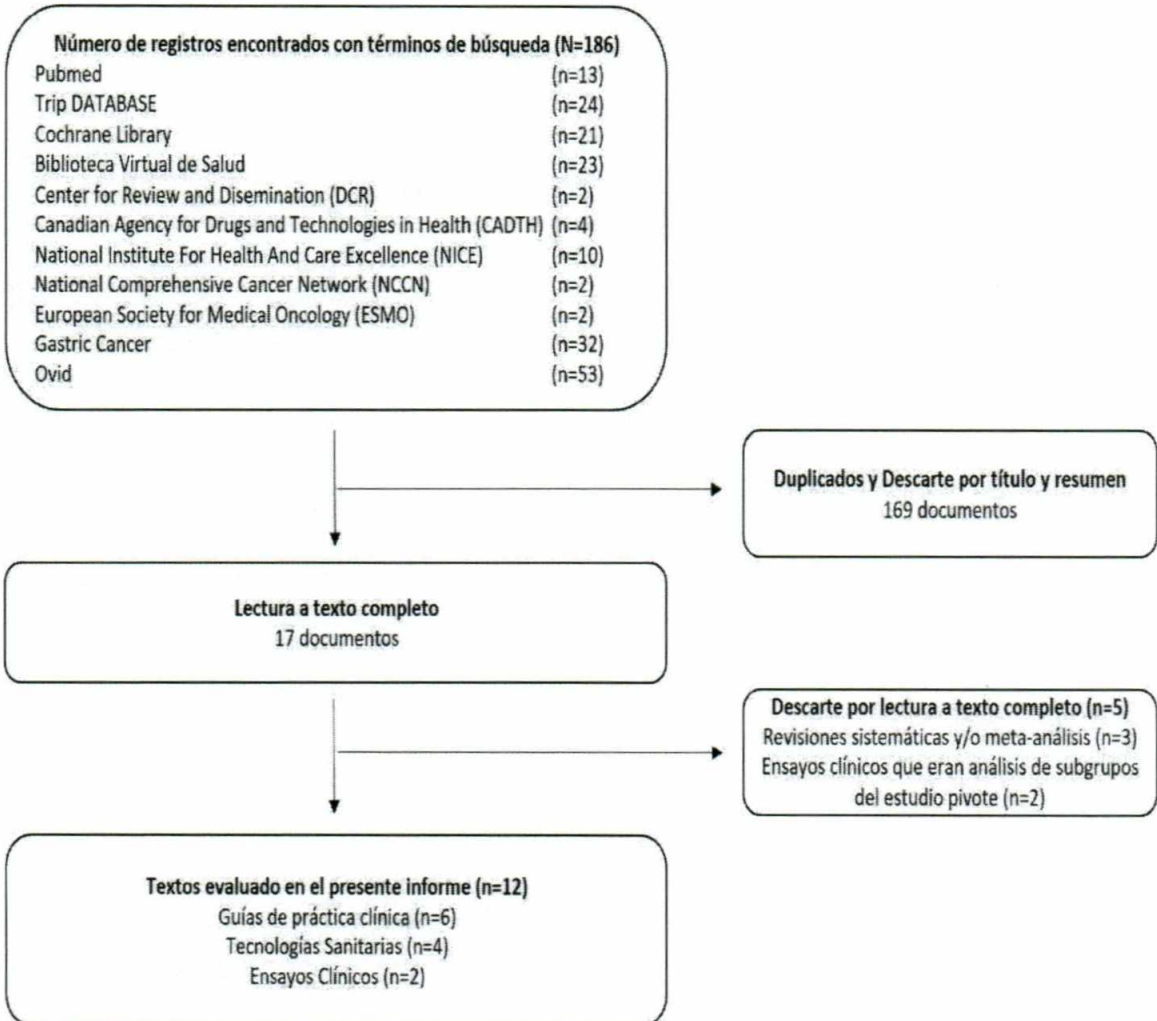 Número de registros encontrados con términos de búsqueda (N=186)
Pubmed (n=13)
Trip DATABASE (n=24)
Cochrane Library (n=21)
Biblioteca Virtual de Salud (n=23)
Center for Review and Disemination (DCR) (n=2)
Canadian Agency for Drugs and Technologies in Health (CADTH) (n=4)
National Institute For Health And Care Excellence (NICE) (n=10)
National Comprehensive Cancer Network (NCCN) (n=2)
European Society for Medical Oncology (ESMO) (n=2)
Gastric Cancer (n=32)
Ovid (n=53)
Duplicados y Descarte por título y resumen
169 documentos
Lectura a texto completo
17 documentos
Descarte por lectura a texto completo (n=5)
Revisiones sistemáticas y/o meta-análisis (n=3)
Ensayos clínicos que eran análisis de subgrupos
del estudio pivote (n=2)
Textos evaluado en el presente informe (n=12)
Guías de práctica clínica (n=6)
Tecnologías Sanitarias (n=4)
Ensayos Clínicos (n=2)